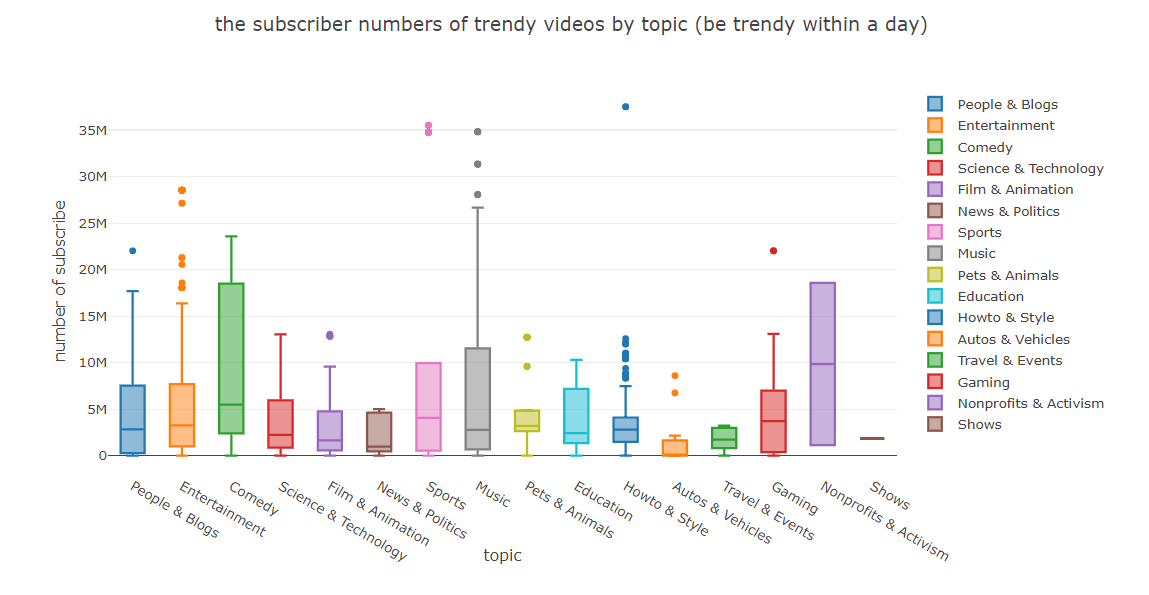 the subscriber numbers of trendy videos by topic (be trendy within a day)
number of subscribe
35M
30M
25M
20M
15M
10M
5M
0
People & Blogs
Entertainment
Comedy
Science & Technology
Film & Animation
News & Politics
Sports
Music
Pets & Animals
Education
Howto & Style
Autos & Vehicles
Travel & Events
Gaming
Nonprofits & Activism
Shows
topic
People & Blogs
Entertainment
Comedy
Science & Technology
Film & Animation
News & Politics
Sports
Music
Pets & Animals
Education
Howto & Style
Autos & Vehicles
Travel & Events
Gaming
Nonprofits & Activism
Shows